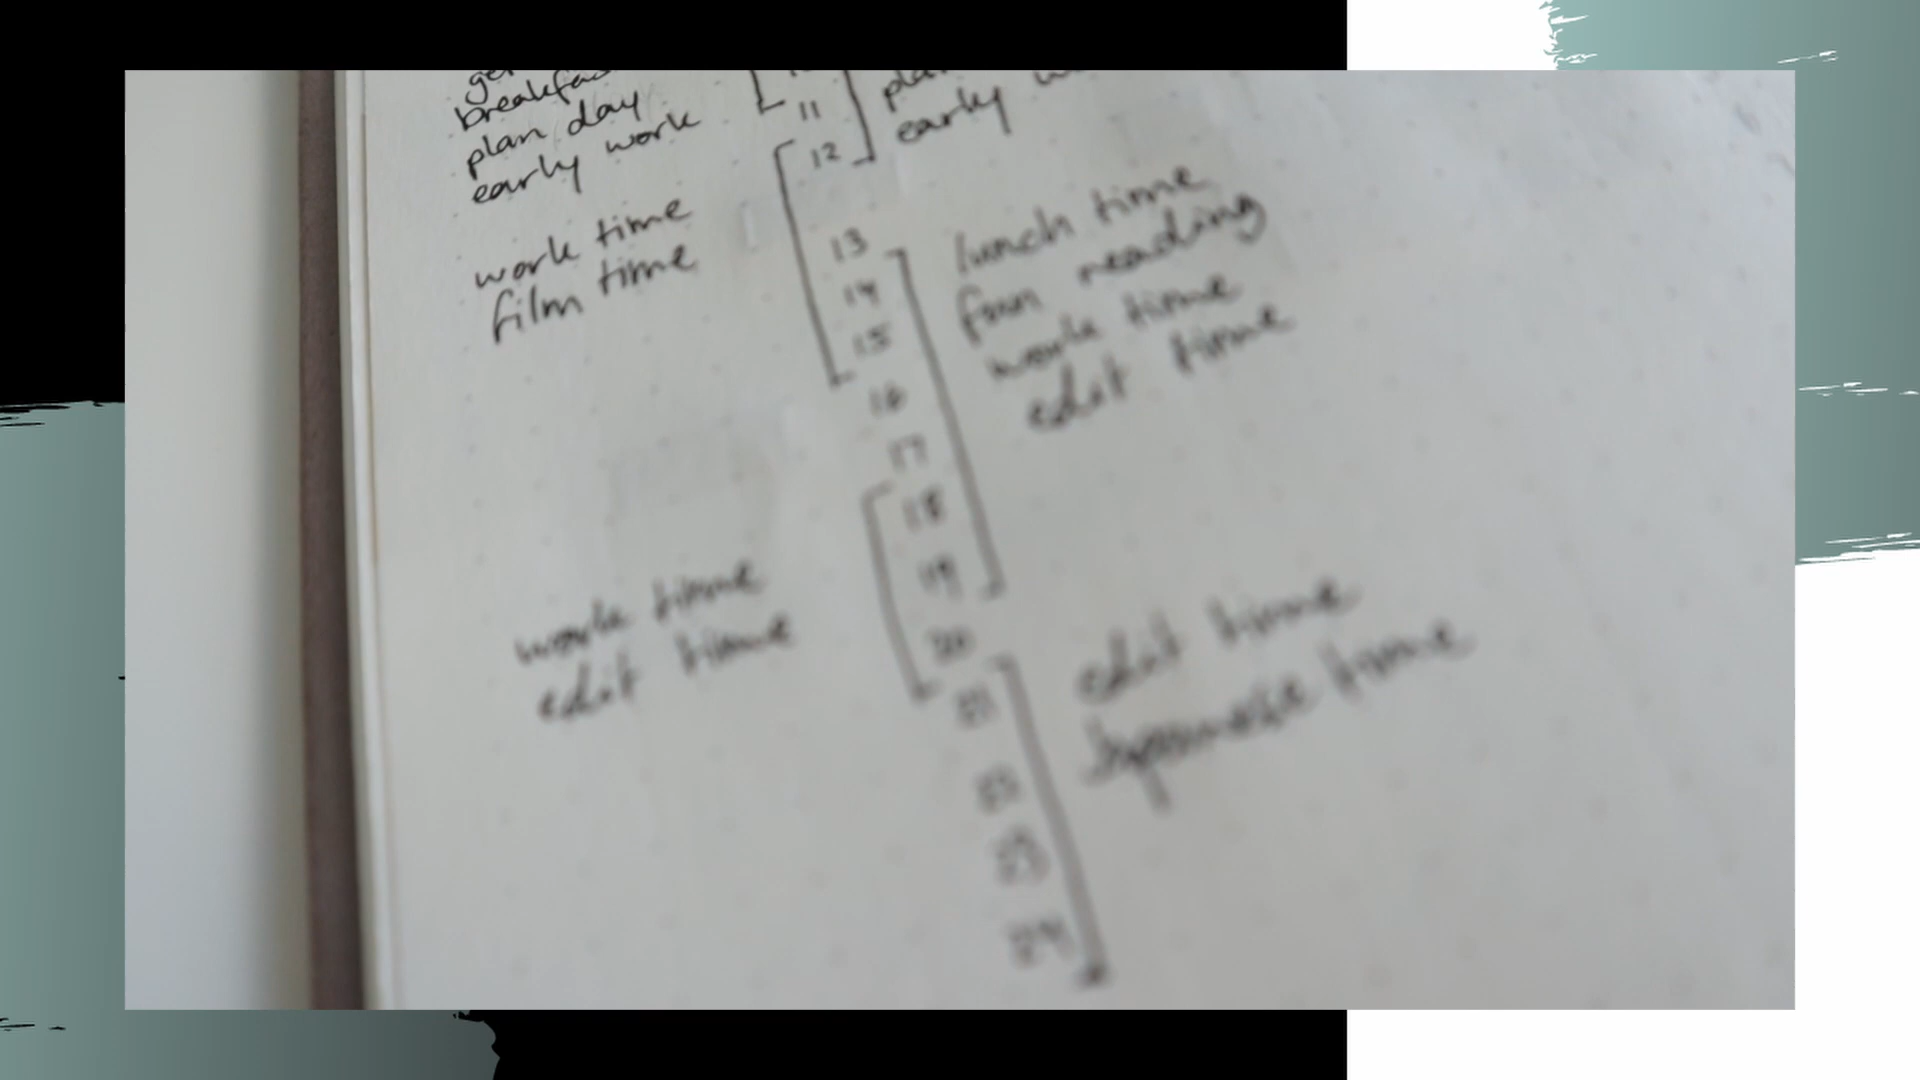 breakfast
plan day
early work
work time
film time
work time
edit time
11
12
13
14
15
16
17
18
19
20
21
22
23
24
early
lunch time
fun reading
work time
edit time
edit time
Japanese time